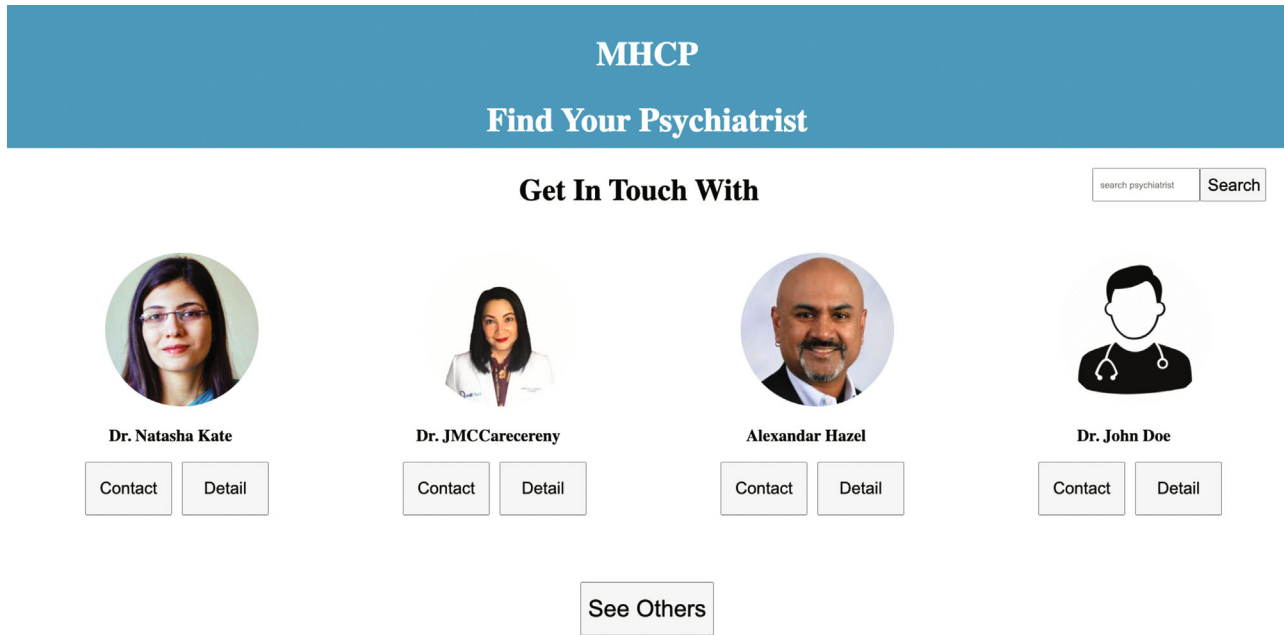 MHCP
Find Your Psychiatrist
Get In Touch With
search psychiatrist Search
Dr. Natasha Kate Dr. JMCCarecereny Alexandar Hazel Dr. John Doe
Contact Detail Contact Detail Contact Detail Contact Detail
See Others